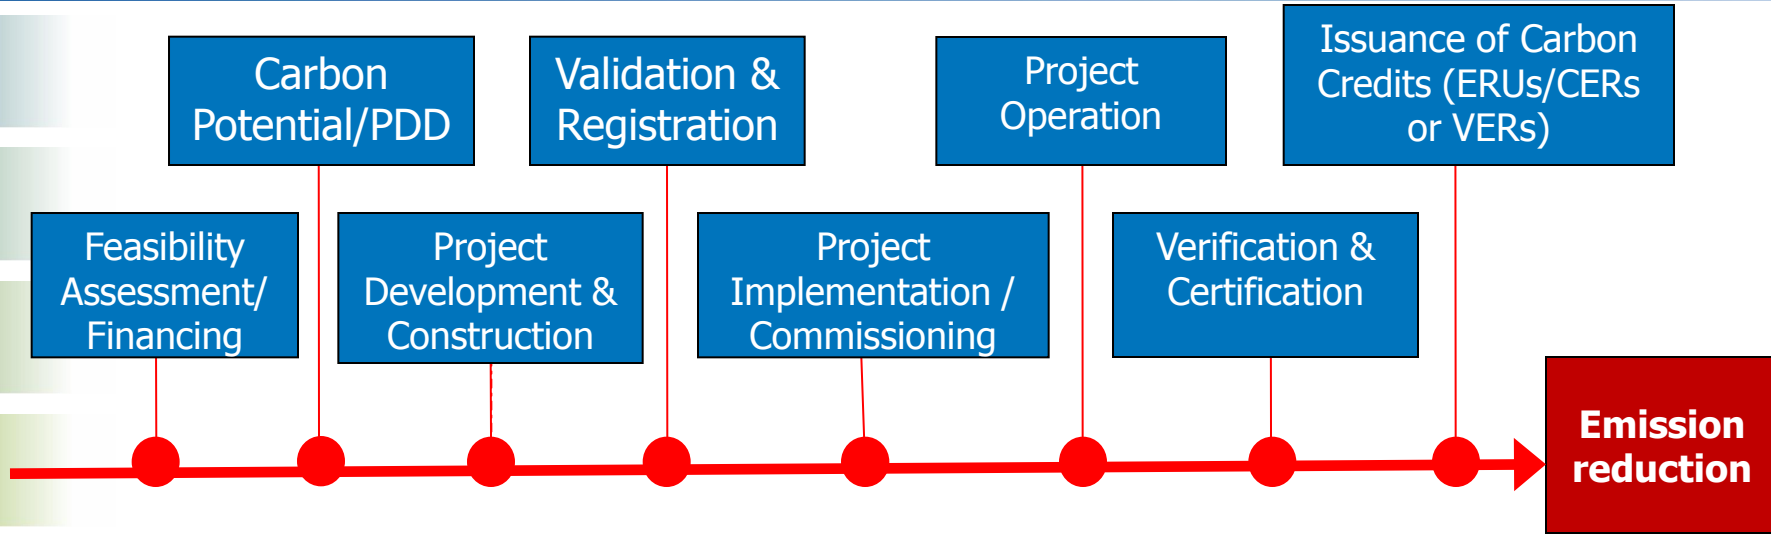 Carbon
Potential/PDD
Validation &
Registration
Project
Operation
Issuance of Carbon
Credits (ERUs/CERs
or VERs)
Feasibility
Assessment/
Financing
Project
Development &
Construction
Project
Implementation /
Commissioning
Verification &
Certification
Emission
reduction